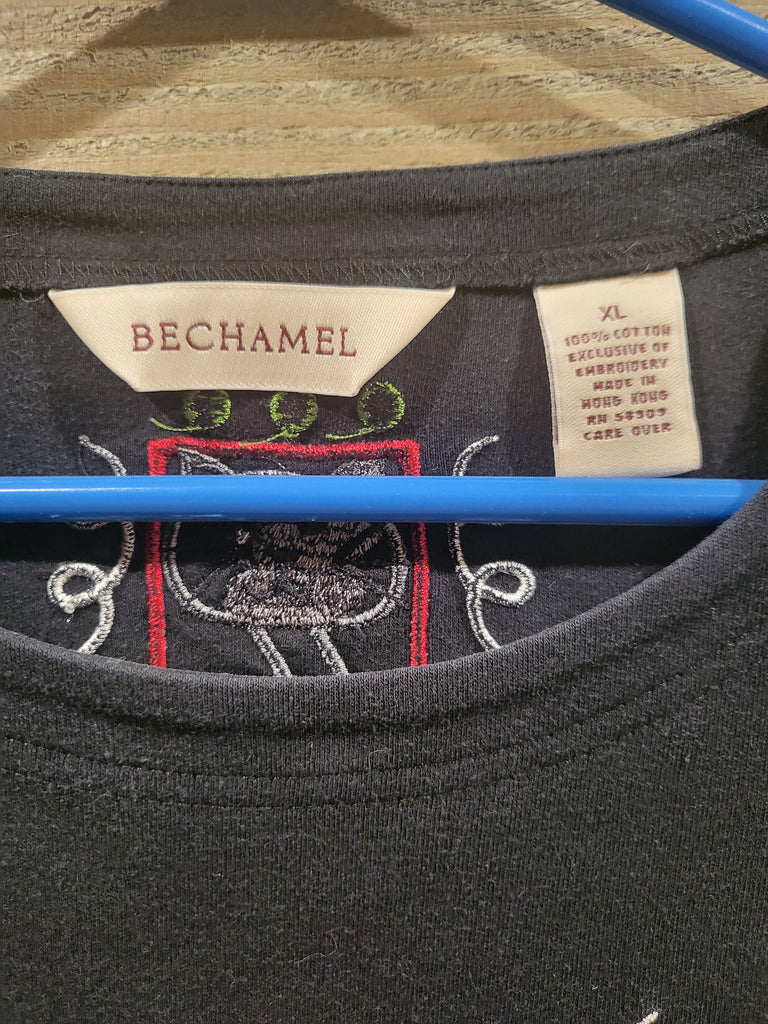 BECHAMEL
XL
100% COTTON
EXCLUSIVE OF
EMBROIDERY
MADE IN
HONG KONG
RN 58309
CARE OVER